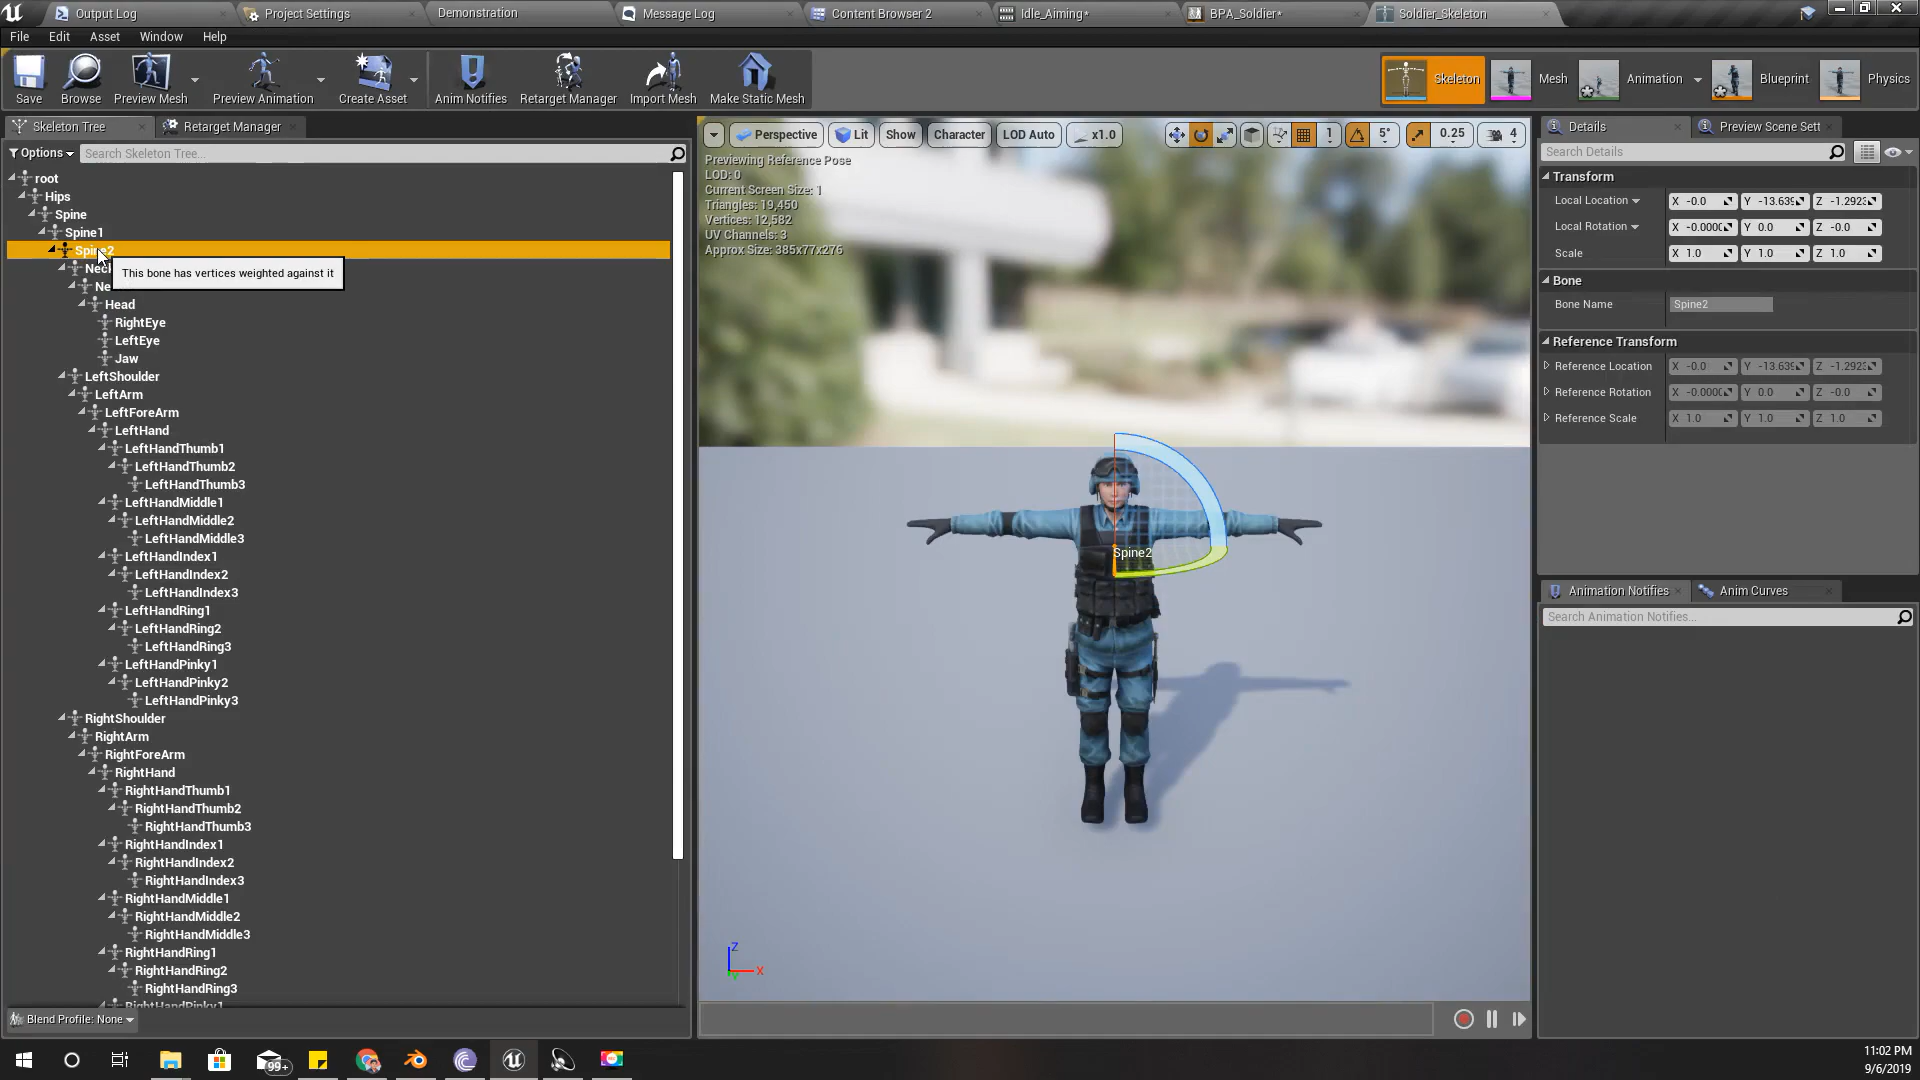 Output Log
Project Settings
Demonstration
Message Log
Content Browser 2
Idle_Aiming*
BPA_Soldier*
Soldier_Skeleton
File Edit Asset Window Help
Save Browse Preview Mesh Preview Animation Create Asset Anim Notifies Retarget Manager Import Mesh Make Static Mesh
Skeleton Mesh Animation Blueprint Physics
Skeleton Tree Retarget Manager
Options Search Skeleton Tree...
root
Hips
Spine
Spine1
Spine2
This bone has vertices weighted against it
Head
RightEye
LeftEye
Jaw
LeftShoulder
LeftArm
LeftForeArm
LeftHand
LeftHandThumb1
LeftHandThumb2
LeftHandThumb3
LeftHandMiddle1
LeftHandMiddle2
LeftHandMiddle3
LeftHandIndex1
LeftHandIndex2
LeftHandIndex3
LeftHandRing1
LeftHandRing2
LeftHandRing3
LeftHandPinky1
LeftHandPinky2
LeftHandPinky3
RightShoulder
RightArm
RightForeArm
RightHand
RightHandThumb1
RightHandThumb2
RightHandThumb3
RightHandIndex1
RightHandIndex2
RightHandIndex3
RightHandMiddle1
RightHandMiddle2
RightHandMiddle3
RightHandRing1
RightHandRing2
RightHandRing3
RightHandPinky1
Blend Profile: None
Perspective Lit Show Character LOD Auto x1.0 1 5° 0.25 4
Previewing Reference Pose
LOD: 0
Current Screen Size: 1
Triangles: 19,450
Vertices: 12,582
UV Channels: 3
Approx Size: 385x77x276
Spine2
Z
X
Y
Details Preview Scene Sett
Search Details
Transform
Local Location X -0.0 Y -13.639 Z -1.2923
Local Rotation X -0.0000 Y 0.0 Z -0.0
Scale X 1.0 Y 1.0 Z 1.0
Bone
Bone Name Spine2
Reference Transform
Reference Location X -0.0 Y -13.639 Z -1.2923
Reference Rotation X -0.0000 Y 0.0 Z -0.0
Reference Scale X 1.0 Y 1.0 Z 1.0
Animation Notifies Anim Curves
Search Animation Notifies...
99+
11:02 PM
9/6/2019